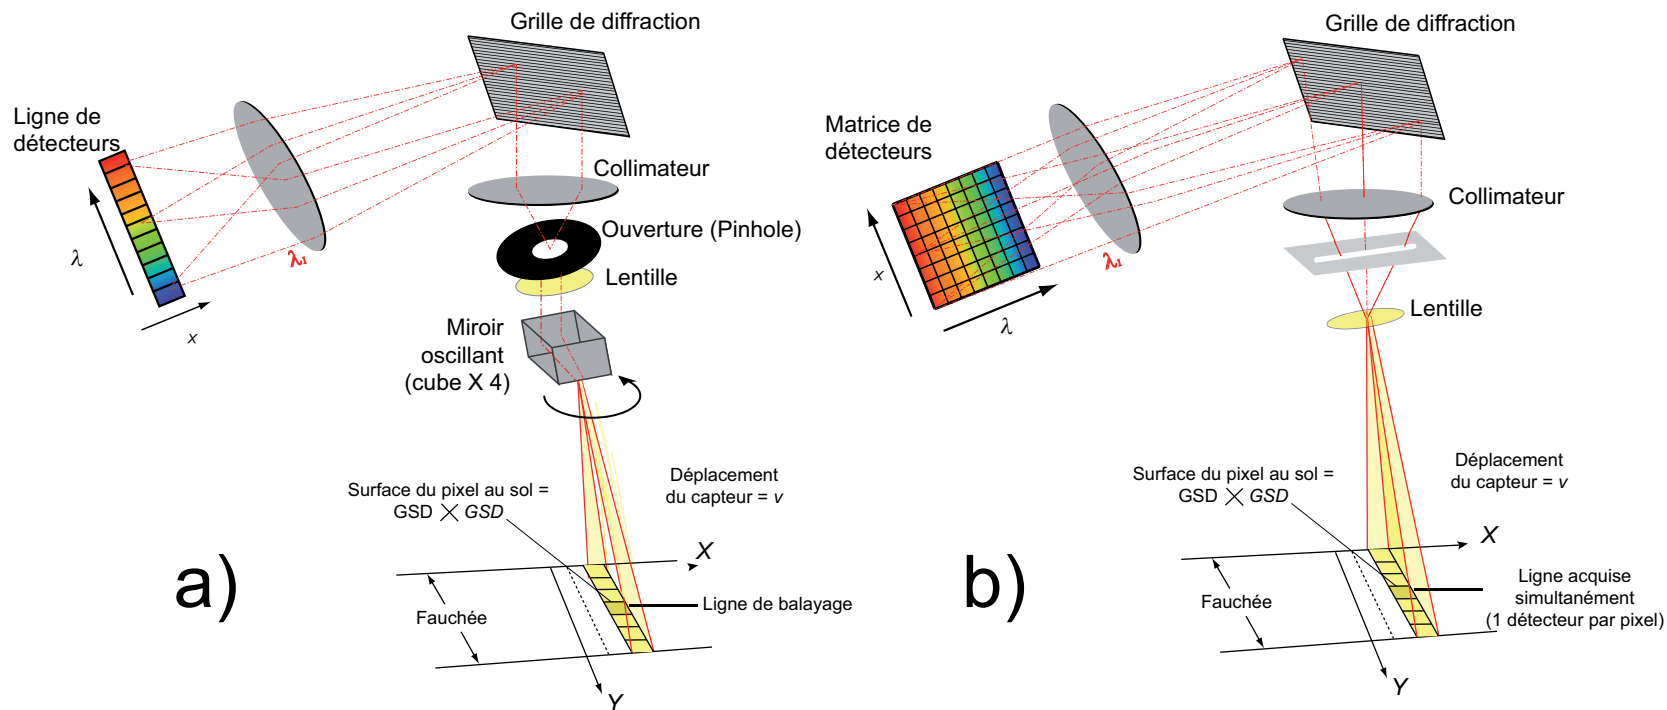 Grille de diffraction
Ligne de
détecteurs
Collimateur
Ouverture (Pinhole)
λ₁
λ
x
Lentille
Miroir
oscillant
(cube X 4)
Surface du pixel au sol =
GSD ╳ GSD
Déplacement
du capteur = v
a)
X
Fauchée
Ligne de balayage
Y
Grille de diffraction
Matrice de
détecteurs
Collimateur
x
λ₁
λ
Lentille
Surface du pixel au sol =
GSD ╳ GSD
Déplacement
du capteur = v
b)
X
Fauchée
Ligne acquise
simultanément
(1 détecteur par pixel)
Y